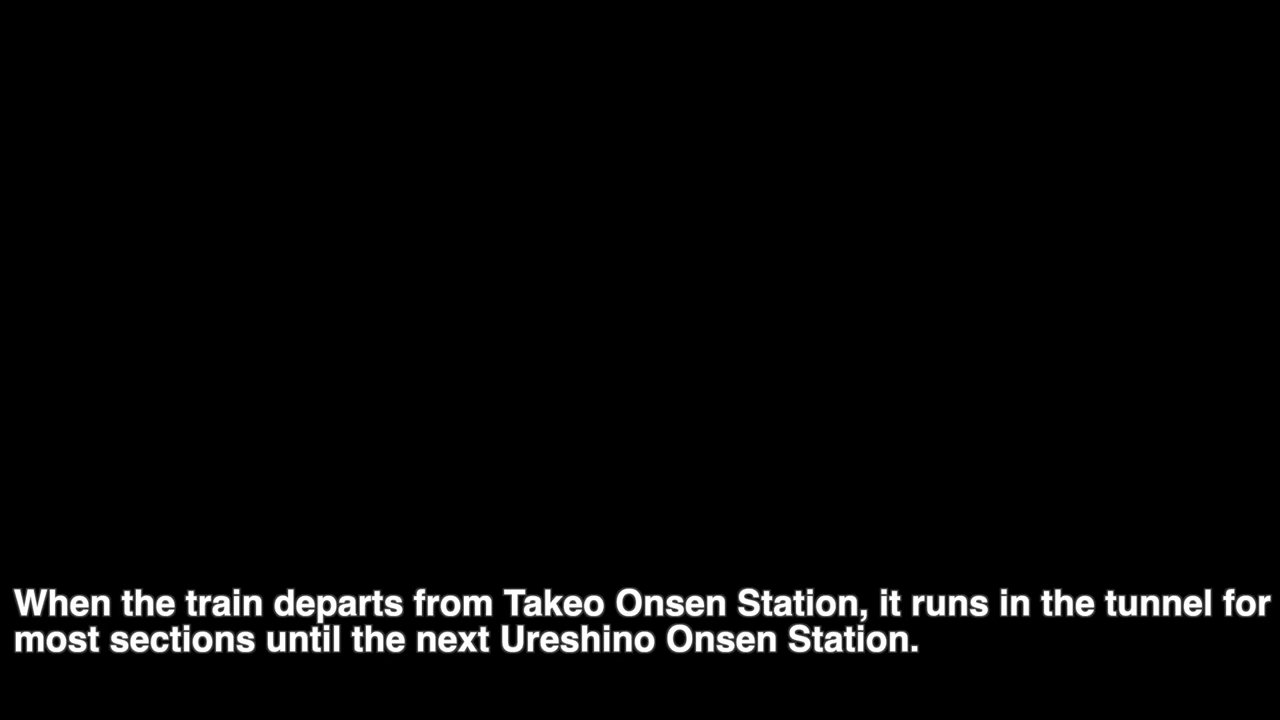 When the train departs from Takeo Onsen Station, it runs in the tunnel for
most sections until the next Ureshino Onsen Station.